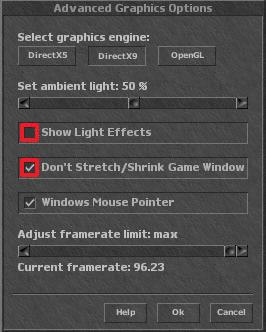 Advanced Graphics Options
Select graphics engine:
DirectX5 DirectX9 OpenGL
Set ambient light: 50 %
Show Light Effects
Don't Stretch/Shrink Game Window
Windows Mouse Pointer
Adjust framerate limit: max
Current framerate: 96.23
Help Ok Cancel